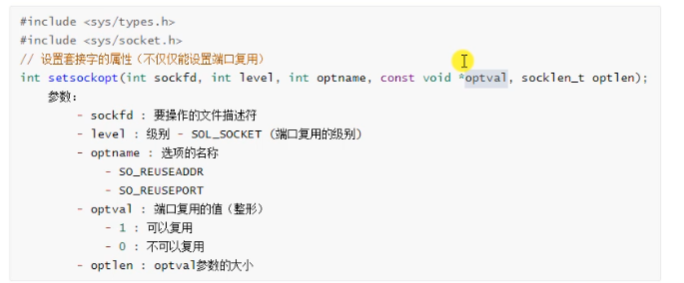 #include <sys/types.h>
#include <sys/socket.h>
// 设置套接字的属性（不仅仅能设置端口复用）
int setsockopt(int sockfd, int level, int optname, const void *optval, socklen_t optlen);
参数：
- sockfd : 要操作的文件描述符
- level : 级别 - SOL_SOCKET (端口复用的级别)
- optname : 选项的名称
- SO_REUSEADDR
- SO_REUSEPORT
- optval : 端口复用的值（整形）
- 1 : 可以复用
- 0 : 不可以复用
- optlen : optval参数的大小